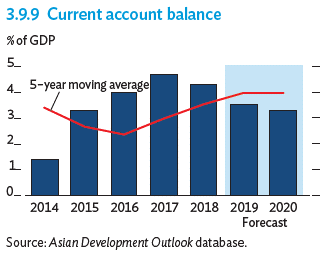 3.9.9 Current account balance
% of GDP
5
5-year moving average
4
3
2
1
0
2014 2015 2016 2017 2018 2019 2020
Forecast
Source: Asian Development Outlook database.